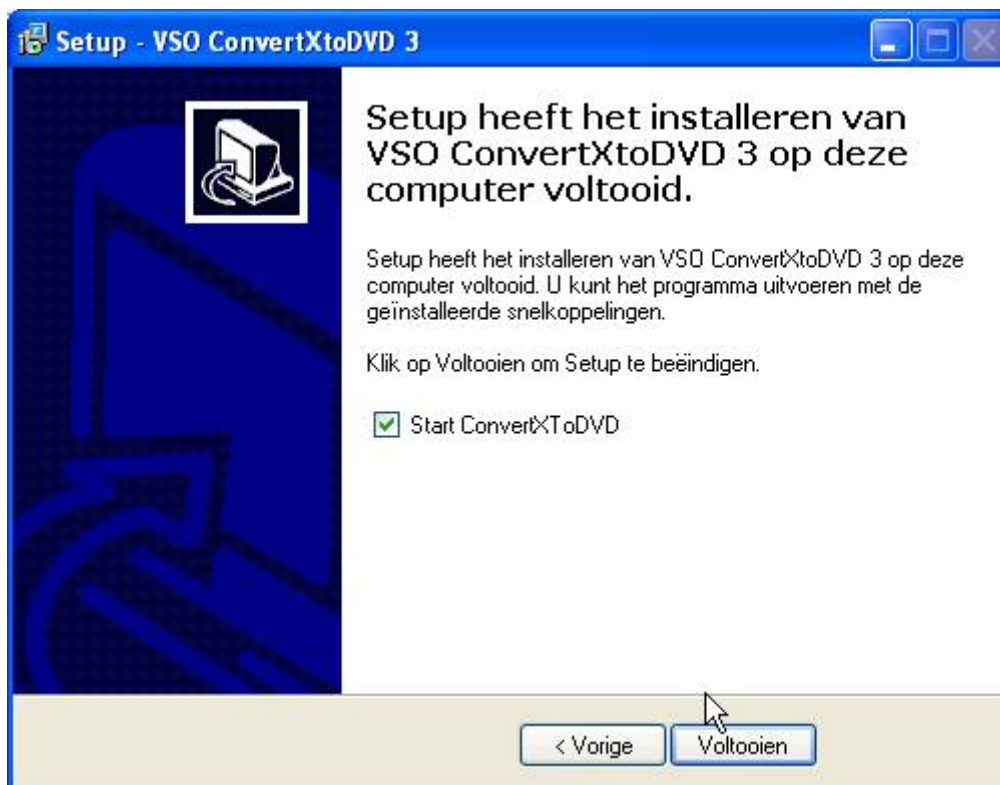 Setup - VSO ConvertXtoDVD 3
Setup heeft het installeren van
VSO ConvertXtoDVD 3 op deze
computer voltooid.
Setup heeft het installeren van VSO ConvertXtoDVD 3 op deze
computer voltooid. U kunt het programma uitvoeren met de
geïnstalleerde snelkoppelingen.
Klik op Voltooien om Setup te beëindigen.
Start ConvertXToDVD
< Vorige
Voltooien